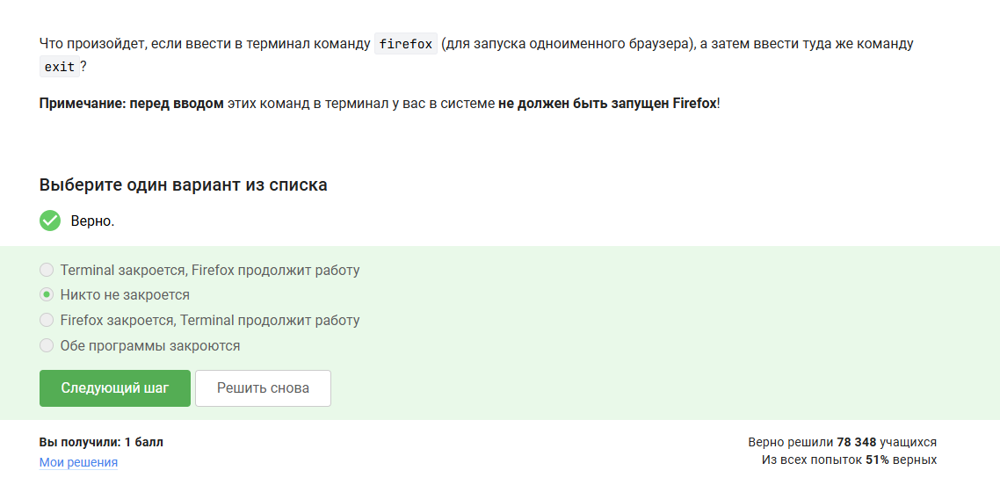 Что произойдет, если ввести в терминал команду firefox (для запуска одноименного браузера), а затем ввести туда же команду
exit ?
Примечание: перед вводом этих команд в терминал у вас в системе не должен быть запущен Firefox!
Выберите один вариант из списка
Верно.
Terminal закроется, Firefox продолжит работу
Никто не закроется
Firefox закроется, Terminal продолжит работу
Обе программы закроются
Следующий шаг Решить снова
Вы получили: 1 балл Верно решили 78 348 учащихся
Мои решения Из всех попыток 51% верных